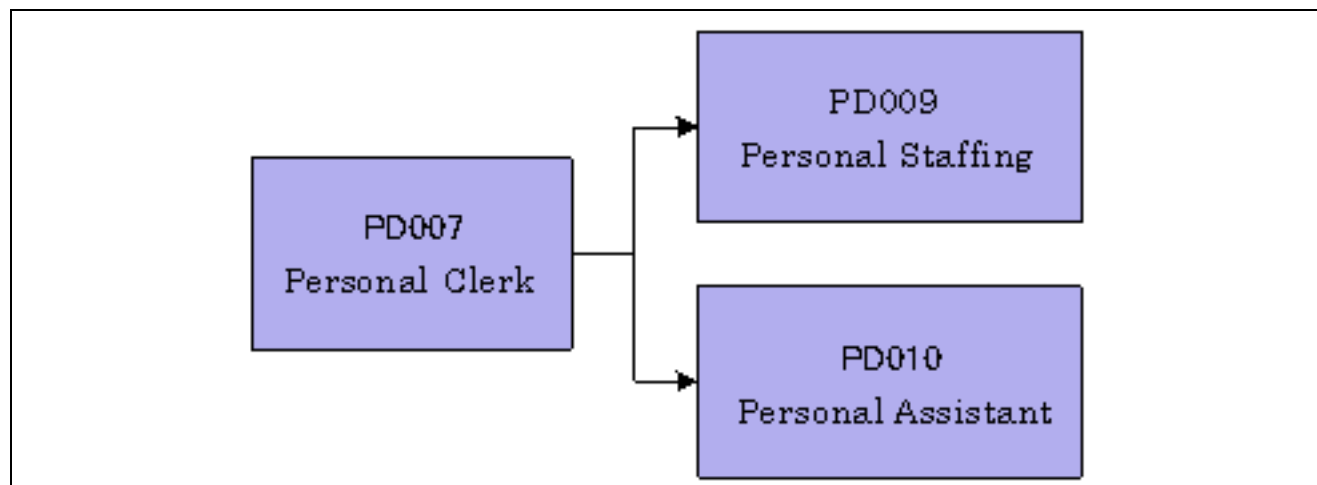 PD009
Personal Staffing
PD007
Personal Clerk
PD010
Personal Assistant